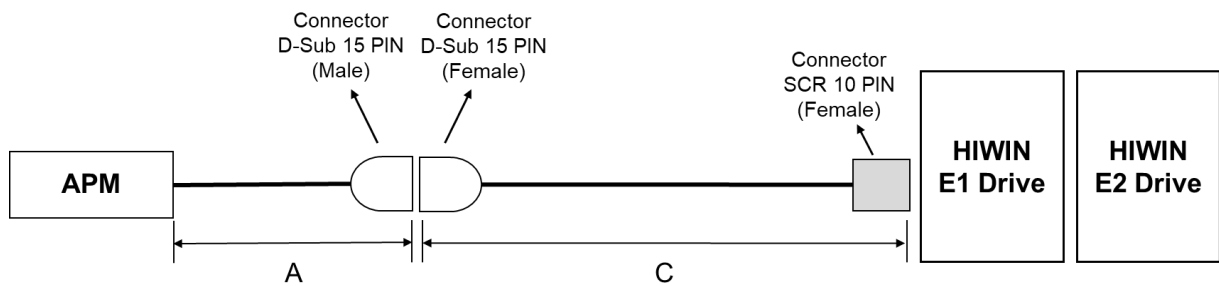 Connector
D-Sub 15 PIN
(Male)
Connector
D-Sub 15 PIN
(Female)
Connector
SCR 10 PIN
(Female)
APM
HIWIN
E1 Drive
HIWIN
E2 Drive
A
C